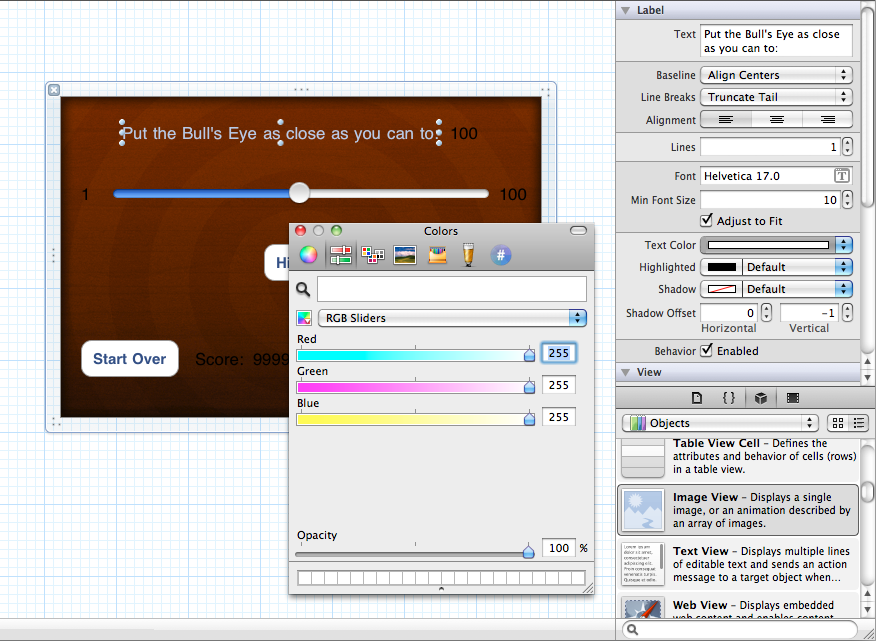 Put the Bull's Eye as close as you can to:
100
1
100
Hi
Start Over
Score:
9999
Colors
#
RGB Sliders
Red
255
Green
255
Blue
255
Opacity
100 %
Label
Text
Put the Bull's Eye as close
as you can to:
Baseline
Align Centers
Line Breaks
Truncate Tail
Alignment
Lines
1
Font
Helvetica 17.0
T
Min Font Size
10
Adjust to Fit
Text Color
Highlighted
Default
Shadow
Default
Shadow Offset
0
-1
Horizontal
Vertical
Behavior
Enabled
View
{}
Objects
Table View Cell – Defines the
attributes and behavior of cells (rows)
in a table view.
Image View – Displays a single
image, or an animation described by
an array of images.
Text View – Displays multiple lines
of editable text and sends an action
message to a target object when...
Web View – Displays embedded
web content and enables content